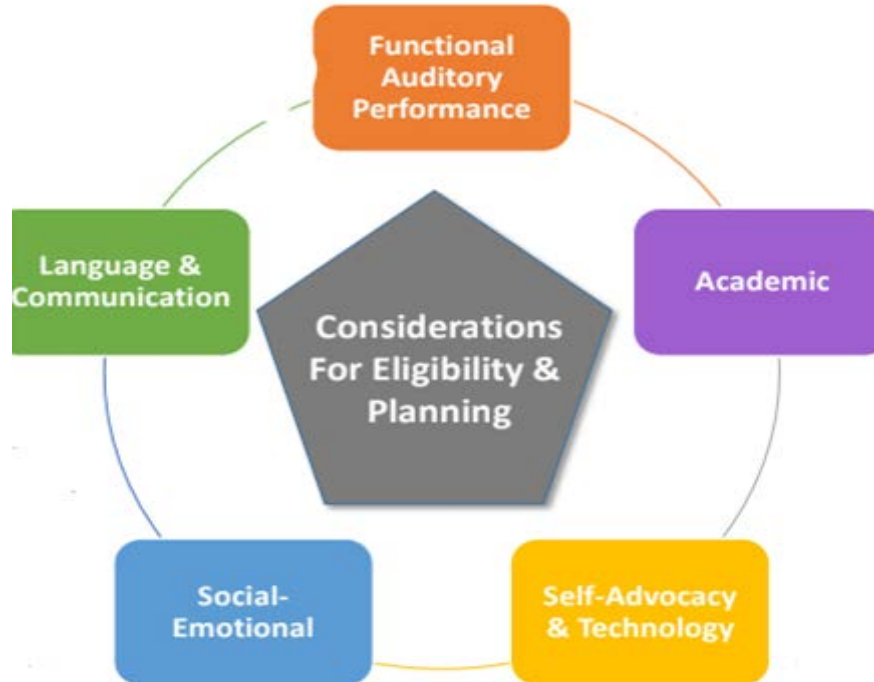 Functional
Auditory
Performance
Language &
Communication
Academic
Considerations
For Eligibility &
Planning
Social-
Emotional
Self-Advocacy
& Technology